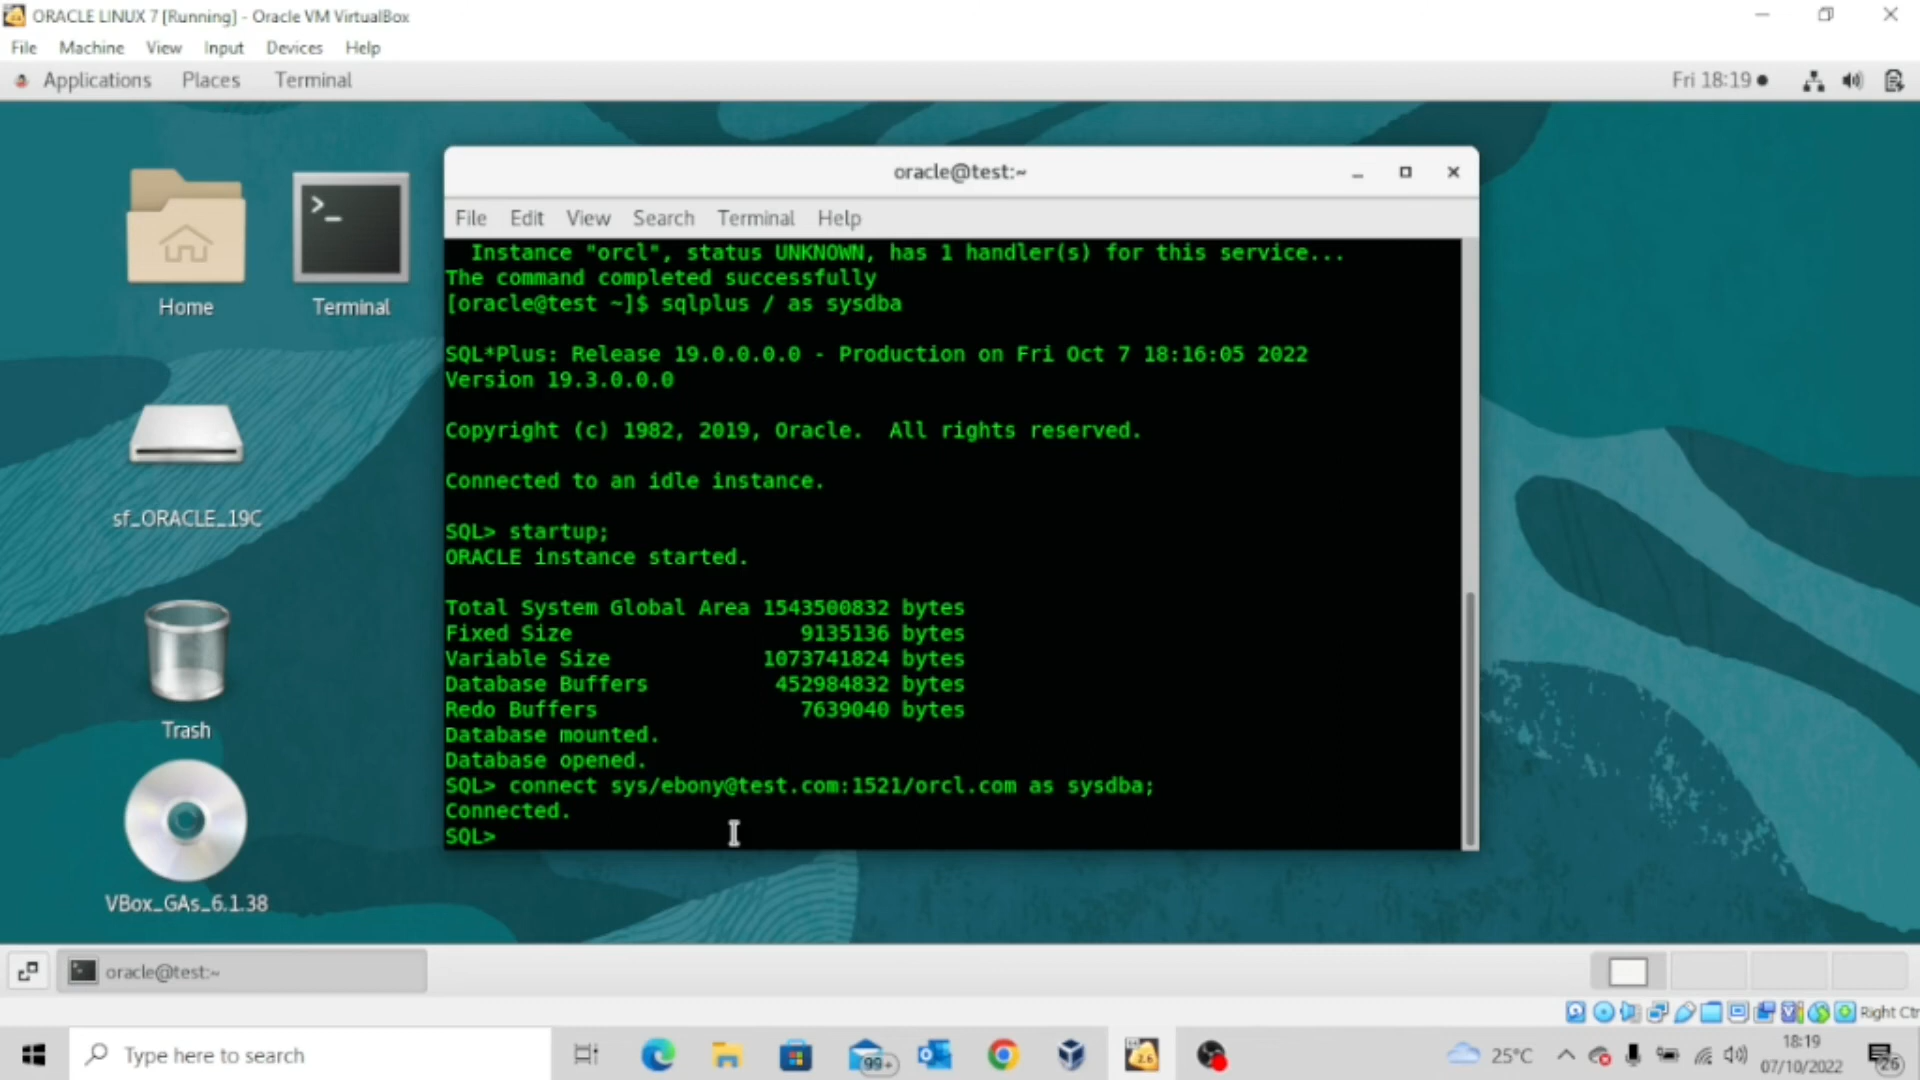 ORACLE LINUX 7 [Running] - Oracle VM VirtualBox
File Machine View Input Devices Help
Applications Places Terminal
Fri 18:19
oracle@test:~
File Edit View Search Terminal Help
Instance "orcl", status UNKNOWN, has 1 handler(s) for this service...
The command completed successfully
[oracle@test ~]$ sqlplus / as sysdba
SQL*Plus: Release 19.0.0.0.0 - Production on Fri Oct 7 18:16:05 2022
Version 19.3.0.0.0
Copyright (c) 1982, 2019, Oracle.  All rights reserved.
Connected to an idle instance.
SQL> startup;
ORACLE instance started.
Total System Global Area 1543500832 bytes
Fixed Size 9135136 bytes
Variable Size 1073741824 bytes
Database Buffers 452984832 bytes
Redo Buffers 7639040 bytes
Database mounted.
Database opened.
SQL> connect sys/ebony@test.com:1521/orcl.com as sysdba;
Connected.
SQL>
Home
Terminal
sf_ORACLE_19C
Trash
VBox_GAs_6.1.38
oracle@test:~
Right Ctr
Type here to search
99+
2.6
25°C
18:19
07/10/2022
26